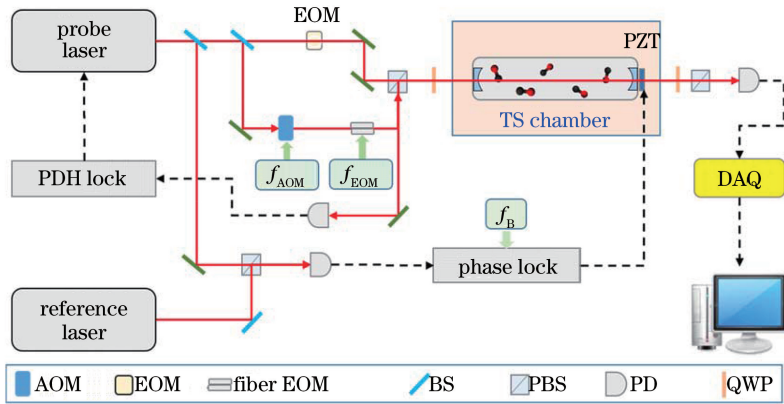 probe
laser
EOM
PZT
TS chamber
PDH lock
f_AOM
f_EOM
DAQ
f_B
phase lock
reference
laser
AOM EOM fiber EOM BS PBS PD QWP